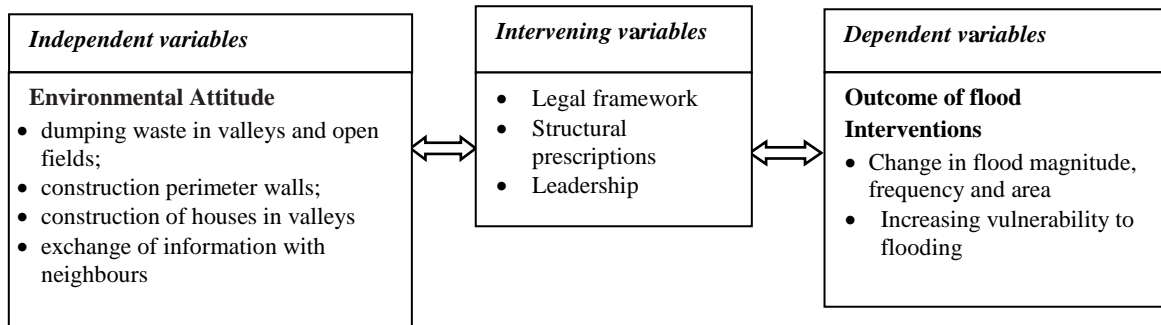 Independent variables
Environmental Attitude
• dumping waste in valleys and open
fields;
• construction perimeter walls;
• construction of houses in valleys
• exchange of information with
neighbours
Intervening variables
• Legal framework
• Structural
prescriptions
• Leadership
Dependent variables
Outcome of flood
Interventions
• Change in flood magnitude,
frequency and area
• Increasing vulnerability to
flooding